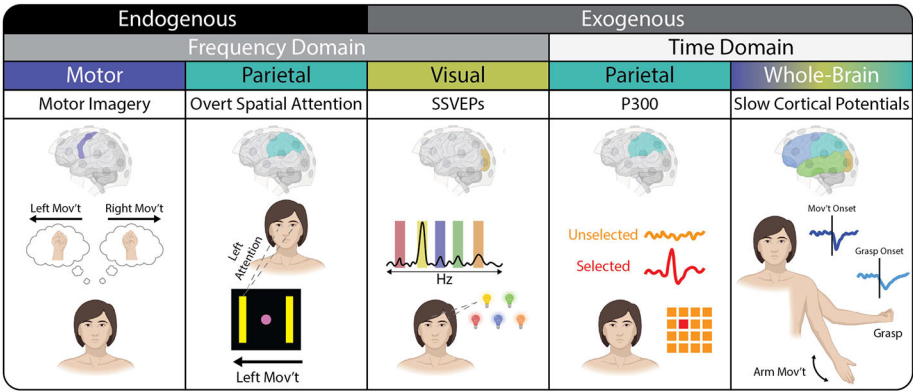 Endogenous
Exogenous
Frequency Domain
Time Domain
Motor
Parietal
Visual
Parietal
Whole-Brain
Motor Imagery
Overt Spatial Attention
SSVEPs
P300
Slow Cortical Potentials
Left Mov't
Right Mov't
Left
Attention
Left Mov't
Hz
Unselected
Selected
Mov't Onset
Grasp Onset
Grasp
Arm Mov't